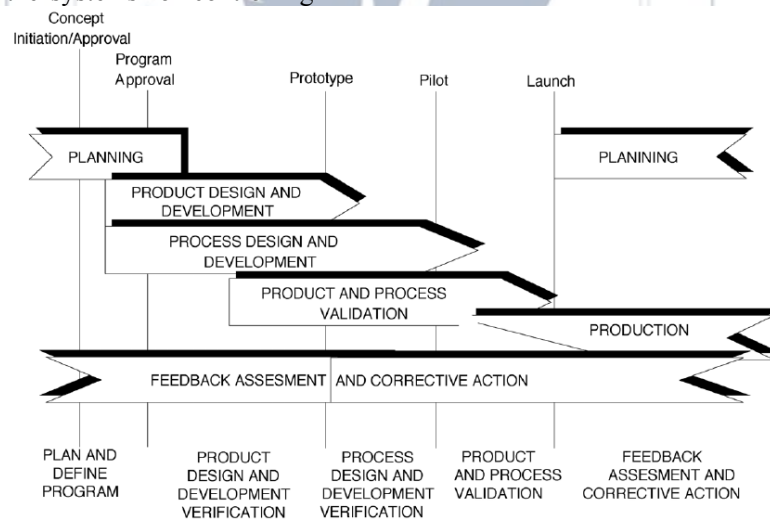 Concept
Initiation/Approval
Program
Approval
Prototype
Pilot
Launch
PLANNING
PLANINING
PRODUCT DESIGN AND
DEVELOPMENT
PROCESS DESIGN AND
DEVELOPMENT
PRODUCT AND PROCESS
VALIDATION
PRODUCTION
FEEDBACK ASSESMENT AND CORRECTIVE ACTION
PLAN AND
DEFINE
PROGRAM
PRODUCT
DESIGN AND
DEVELOPMENT
VERIFICATION
PROCESS
DESIGN AND
DEVELOPMENT
VERIFICATION
PRODUCT
AND PROCESS
VALIDATION
FEEDBACK
ASSESMENT AND
CORRECTIVE ACTION